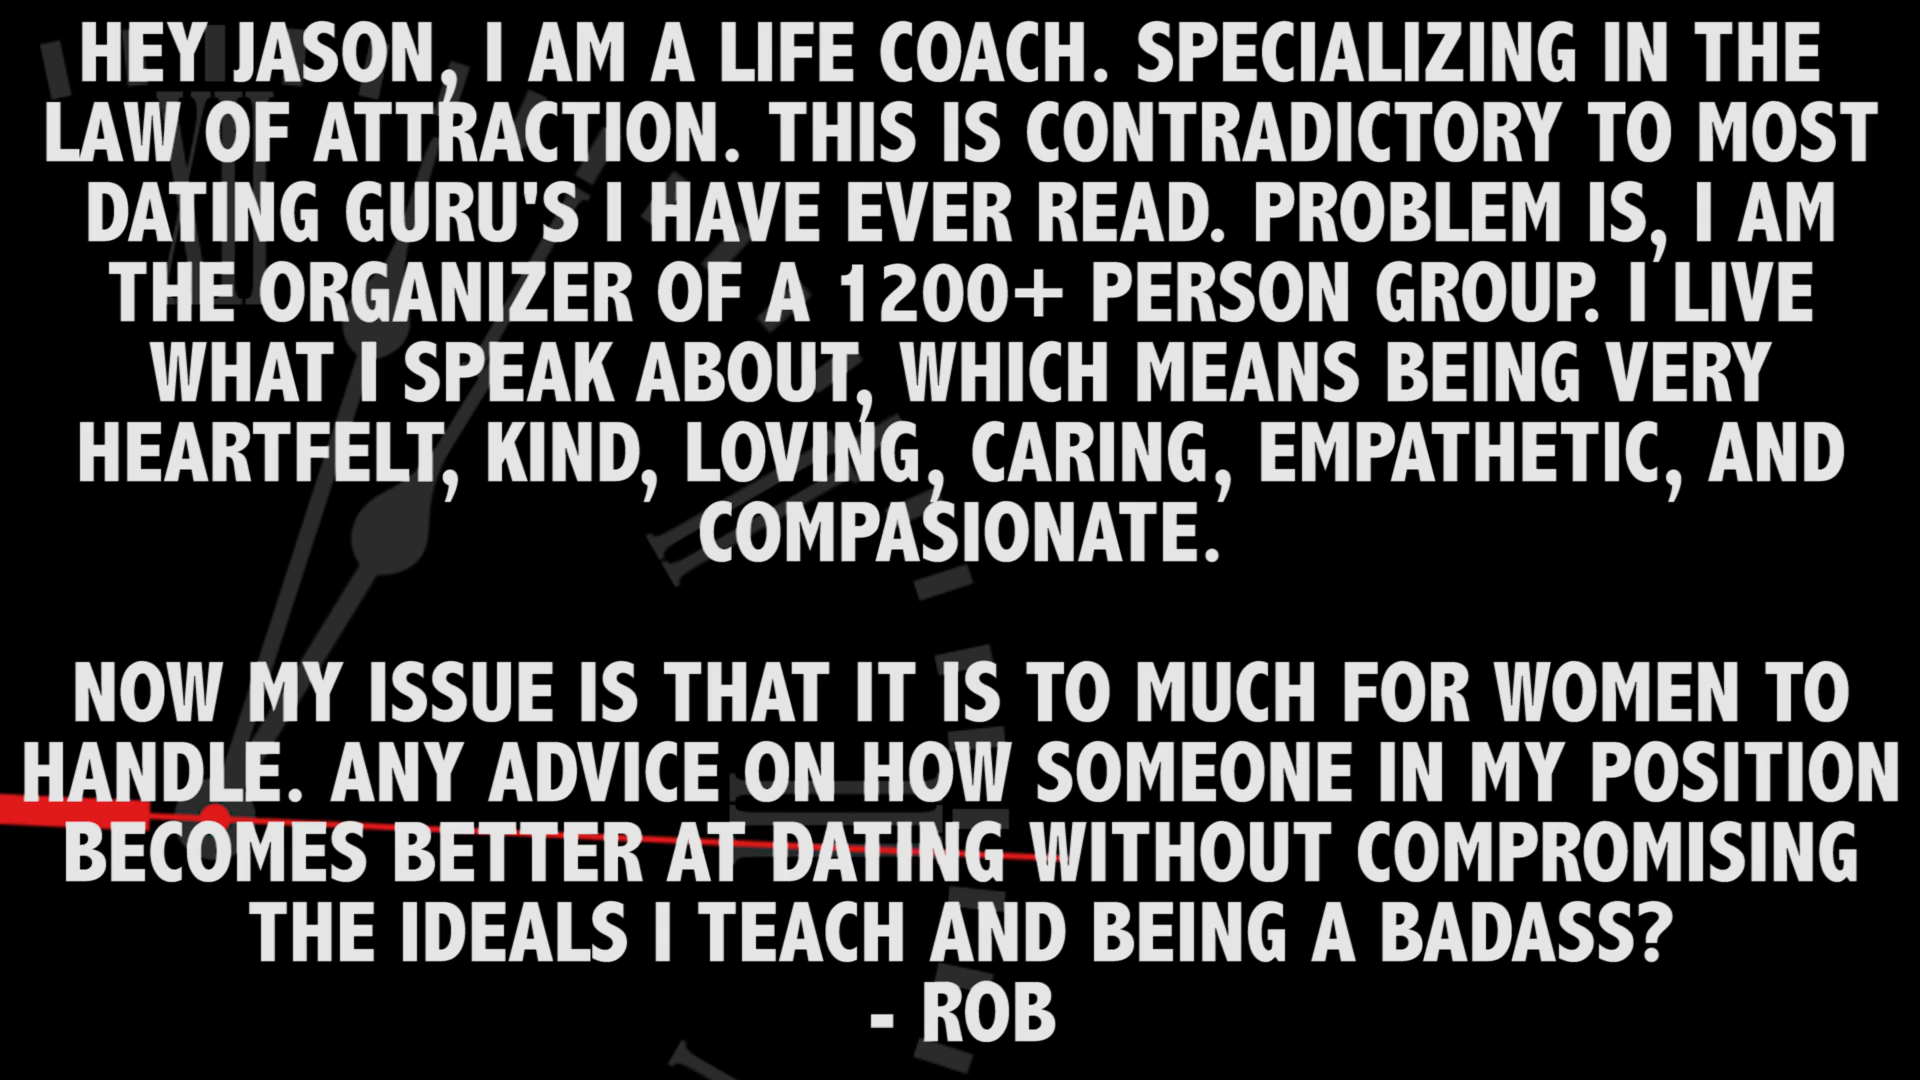 HEY JASON, I AM A LIFE COACH. SPECIALIZING IN THE
LAW OF ATTRACTION. THIS IS CONTRADICTORY TO MOST
DATING GURU'S I HAVE EVER READ. PROBLEM IS, I AM
THE ORGANIZER OF A 1200+ PERSON GROUP. I LIVE
WHAT I SPEAK ABOUT, WHICH MEANS BEING VERY
HEARTFELT, KIND, LOVING, CARING, EMPATHETIC, AND
COMPASIONATE.
NOW MY ISSUE IS THAT IT IS TO MUCH FOR WOMEN TO
HANDLE. ANY ADVICE ON HOW SOMEONE IN MY POSITION
BECOMES BETTER AT DATING WITHOUT COMPROMISING
THE IDEALS I TEACH AND BEING A BADASS?
- ROB